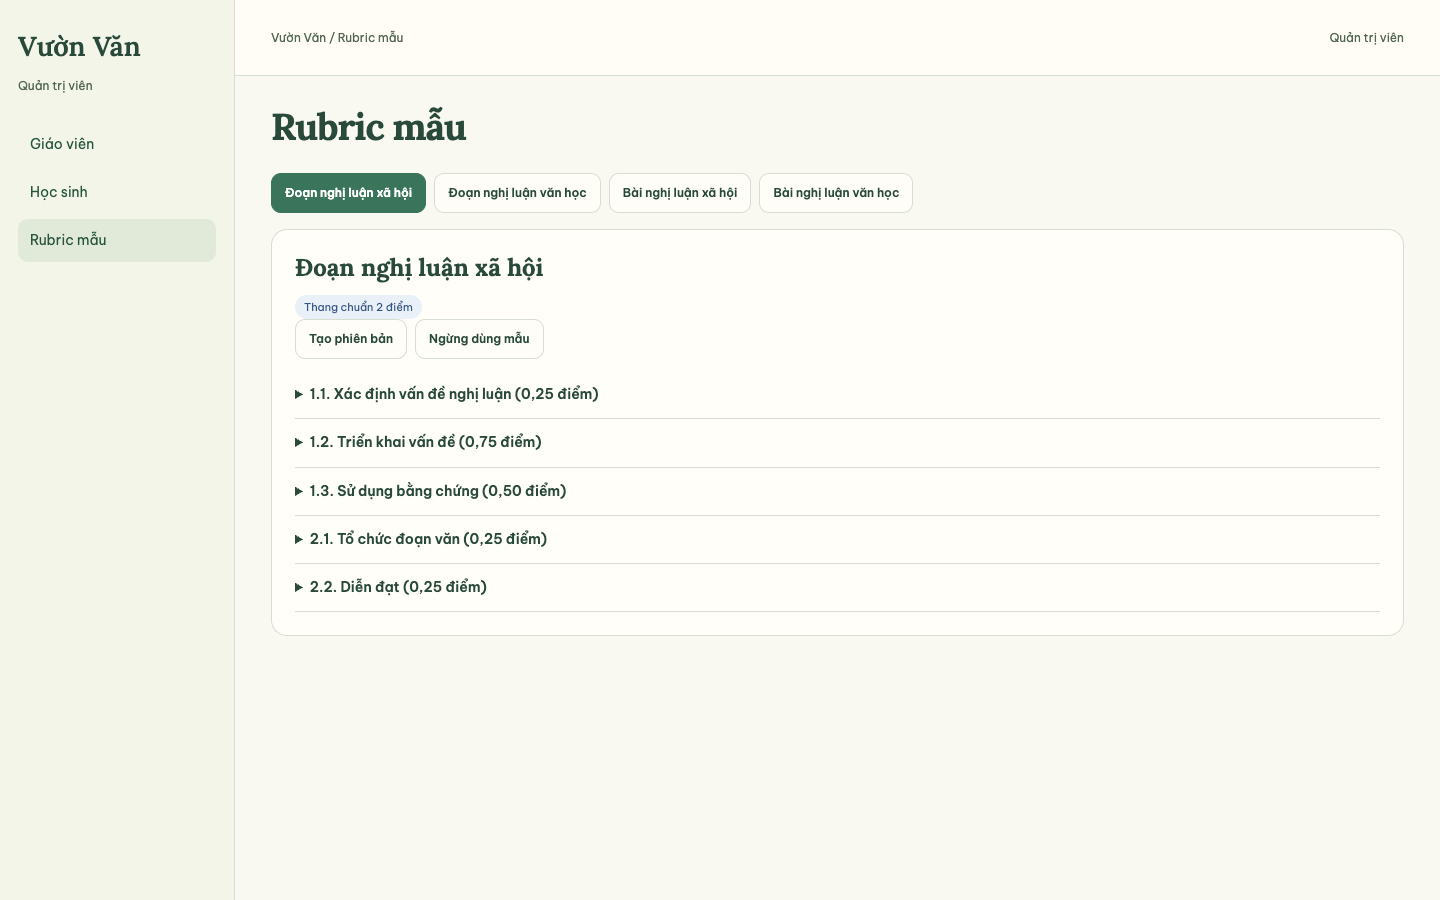 Vườn Văn
Quản trị viên
Giáo viên
Học sinh
Rubric mẫu
Vườn Văn / Rubric mẫu
Quản trị viên
Rubric mẫu
Đoạn nghị luận xã hội
Đoạn nghị luận văn học
Bài nghị luận xã hội
Bài nghị luận văn học
Đoạn nghị luận xã hội
Thang chuẩn 2 điểm
Tạo phiên bản
Ngừng dùng mẫu
1.1. Xác định vấn đề nghị luận (0,25 điểm)
1.2. Triển khai vấn đề (0,75 điểm)
1.3. Sử dụng bằng chứng (0,50 điểm)
2.1. Tổ chức đoạn văn (0,25 điểm)
2.2. Diễn đạt (0,25 điểm)